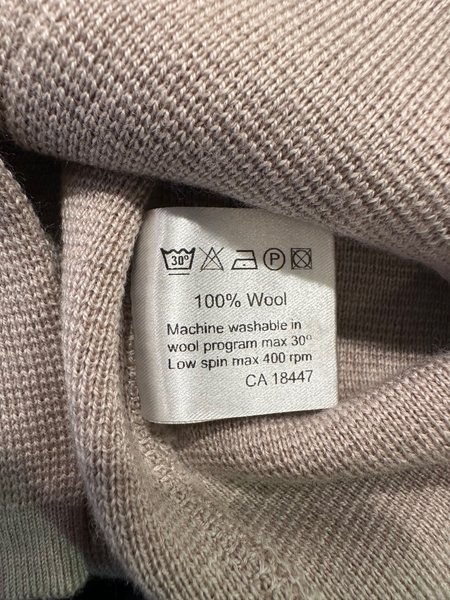 30°
P
100% Wool
Machine washable in
wool program max 30°
Low spin max 400 rpm
CA 18447